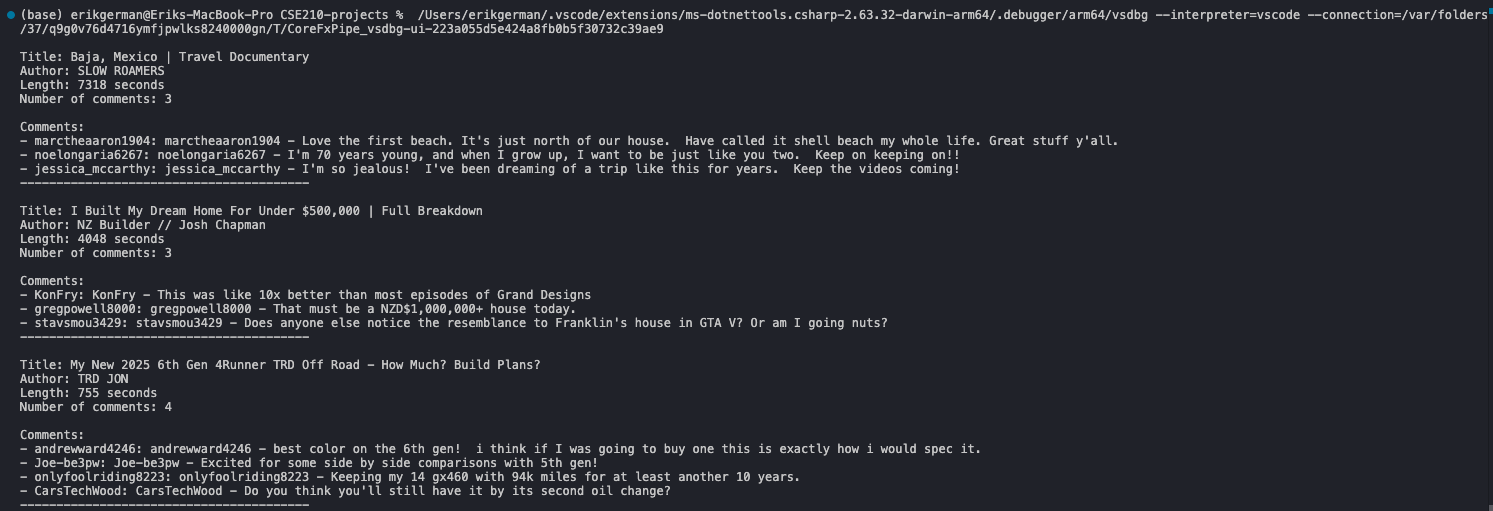 (base) erikgerman@Eriks-MacBook-Pro CSE210-projects %  /Users/erikgerman/.vscode/extensions/ms-dotnettools.csharp-2.63.32-darwin-arm64/.debugger/arm64/vsdbg --interpreter=vscode --connection=/var/folders
/37/q9g0v76d4716ymfjpwlks8240000gn/T/CoreFxPipe_vsdbg-ui-223a055d5e424a8fb0b5f30732c39ae9
Title: Baja, Mexico | Travel Documentary
Author: SLOW ROAMERS
Length: 7318 seconds
Number of comments: 3
Comments:
- marctheaaron1904: marctheaaron1904 - Love the first beach. It's just north of our house.  Have called it shell beach my whole life. Great stuff y'all.
- noelongaria6267: noelongaria6267 - I'm 70 years young, and when I grow up, I want to be just like you two.  Keep on keeping on!!
- jessica_mccarthy: jessica_mccarthy - I'm so jealous!  I've been dreaming of a trip like this for years.  Keep the videos coming!
----------------------------------------
Title: I Built My Dream Home For Under $500,000 | Full Breakdown
Author: NZ Builder // Josh Chapman
Length: 4048 seconds
Number of comments: 3
Comments:
- KonFry: KonFry - This was like 10x better than most episodes of Grand Designs
- gregpowell8000: gregpowell8000 - That must be a NZD$1,000,000+ house today.
- stavsmou3429: stavsmou3429 - Does anyone else notice the resemblance to Franklin's house in GTA V? Or am I going nuts?
----------------------------------------
Title: My New 2025 6th Gen 4Runner TRD Off Road - How Much? Build Plans?
Author: TRD JON
Length: 755 seconds
Number of comments: 4
Comments:
- andrewward4246: andrewward4246 - best color on the 6th gen!  i think if I was going to buy one this is exactly how i would spec it.
- Joe-be3pw: Joe-be3pw - Excited for some side by side comparisons with 5th gen!
- onlyfoolriding8223: onlyfoolriding8223 - Keeping my 14 gx460 with 94k miles for at least another 10 years.
- CarsTechWood: CarsTechWood - Do you think you'll still have it by its second oil change?
----------------------------------------